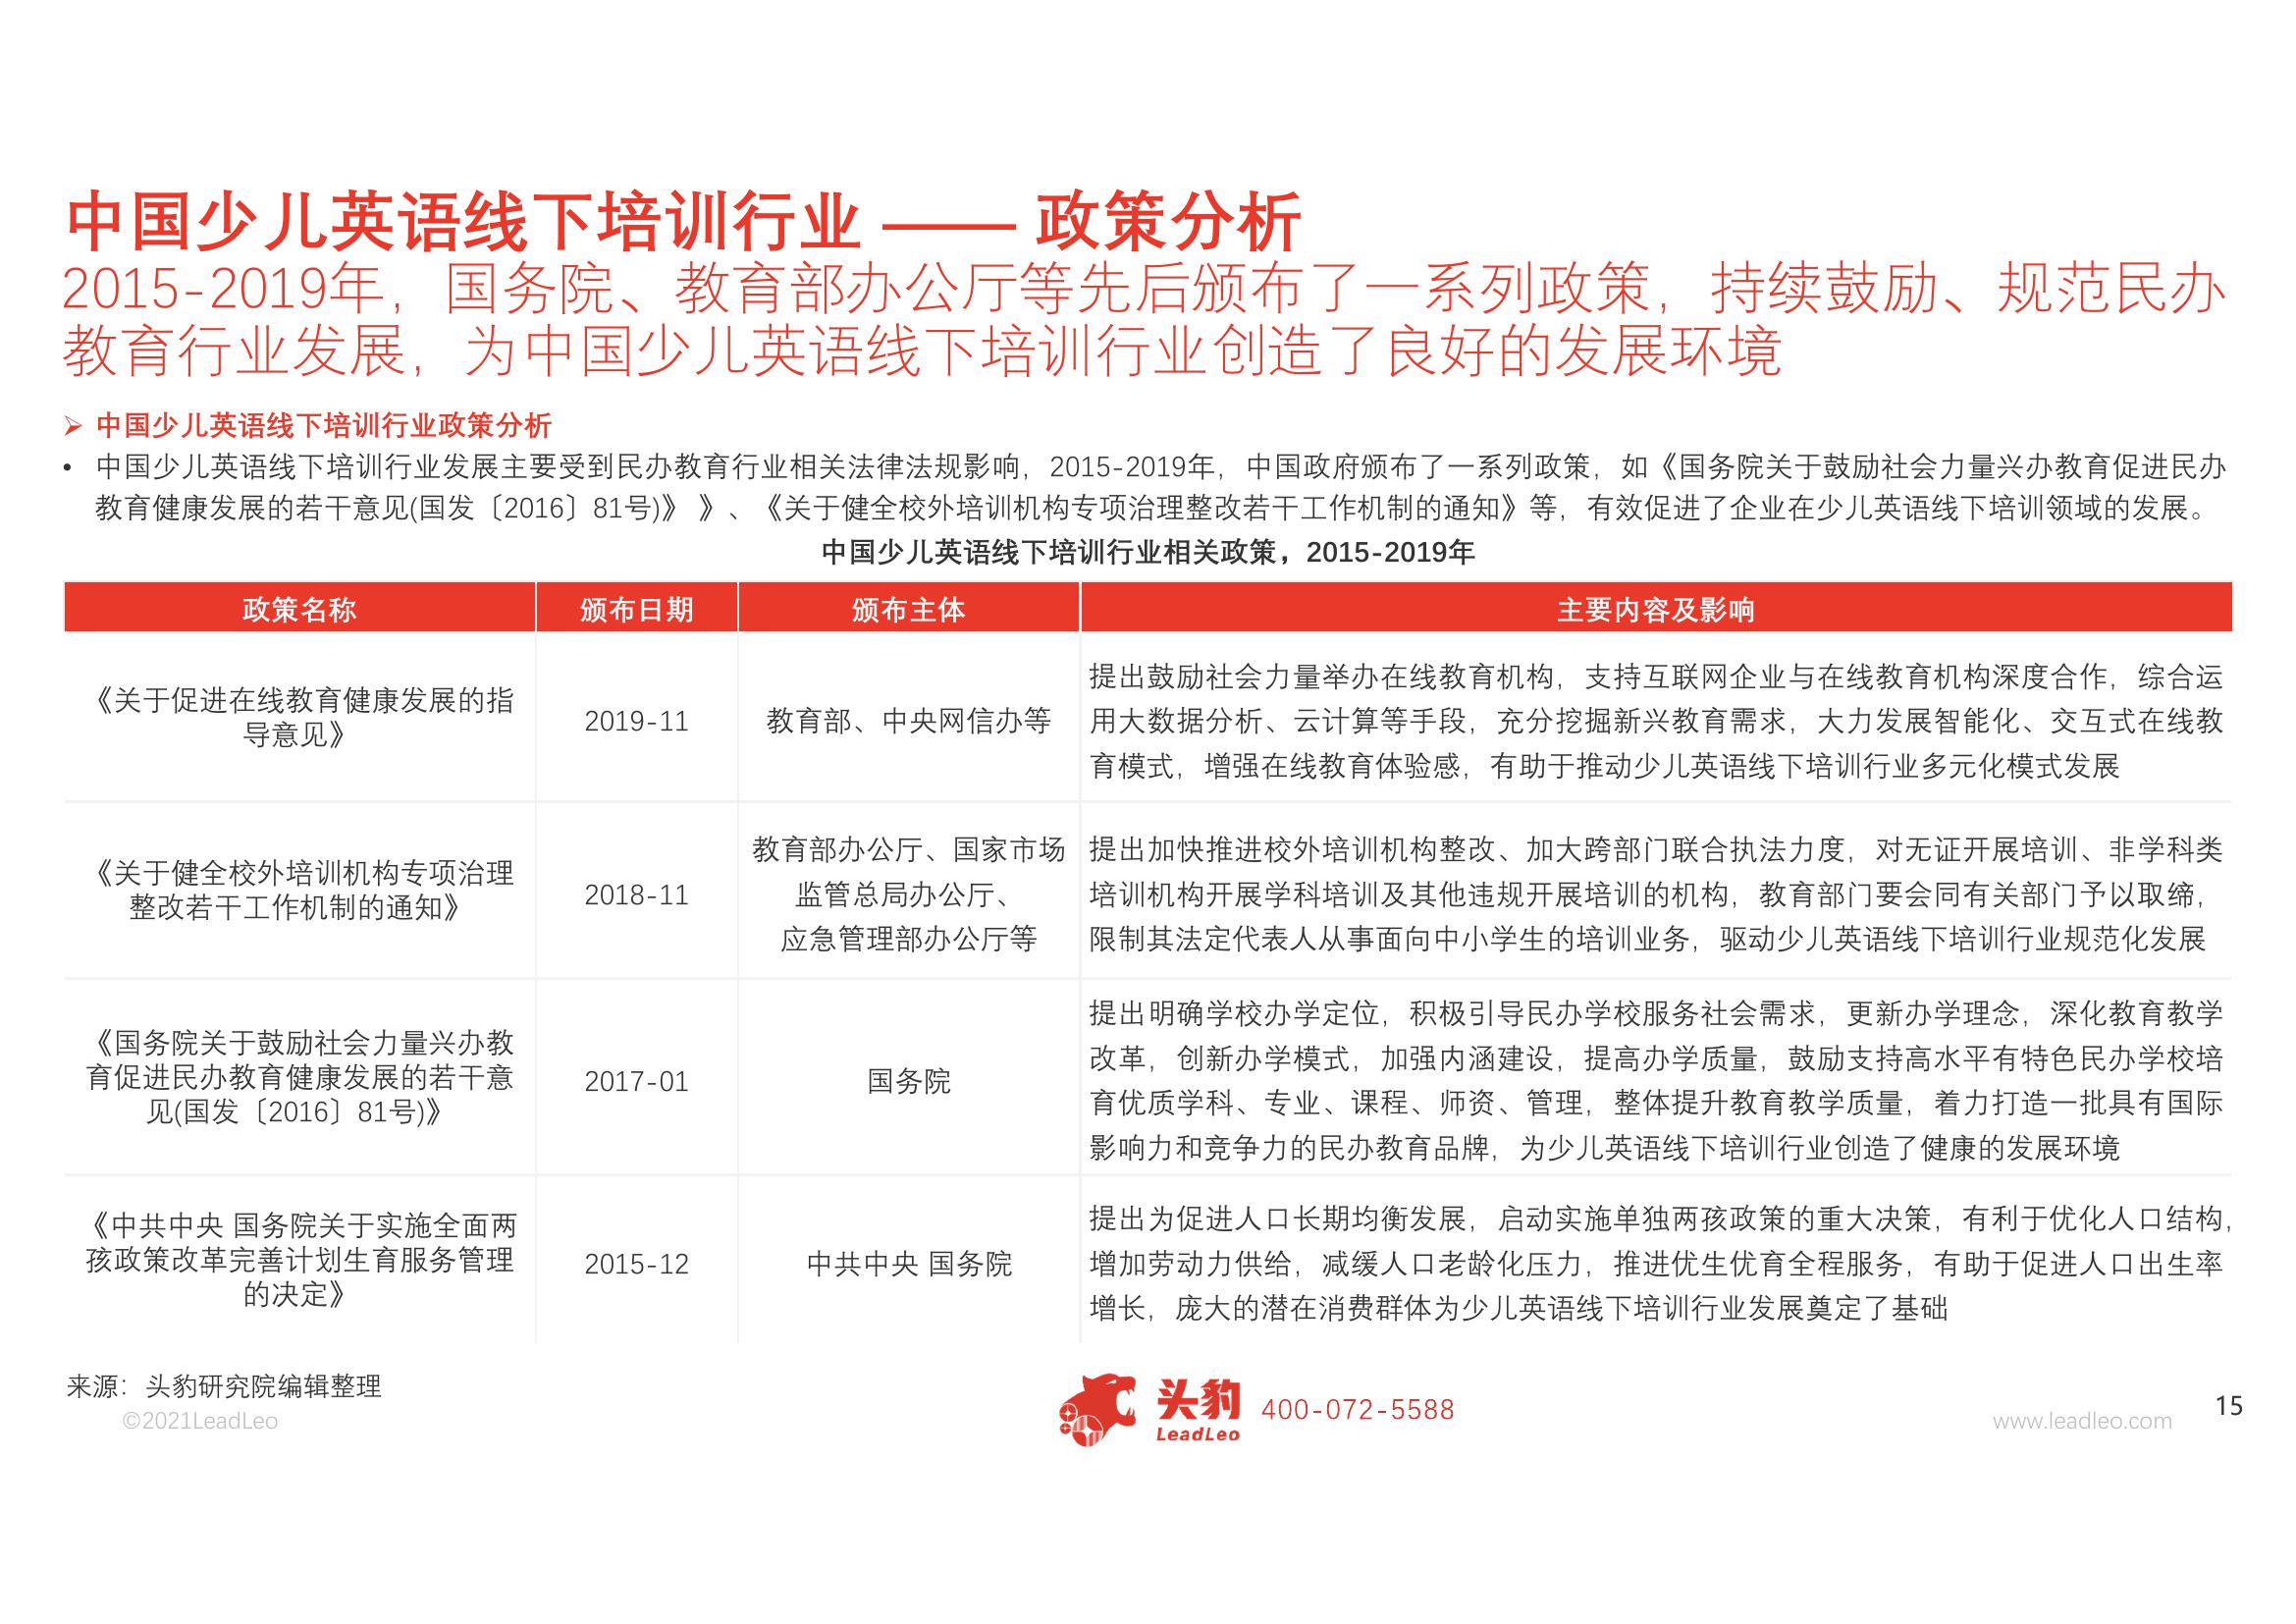 中国少儿英语线下培训行业 —— 政策分析
2015-2019年，国务院、教育部办公厅等先后颁布了一系列政策，持续鼓励、规范民办
教育行业发展，为中国少儿英语线下培训行业创造了良好的发展环境
➢ 中国少儿英语线下培训行业政策分析
• 中国少儿英语线下培训行业发展主要受到民办教育行业相关法律法规影响，2015-2019年，中国政府颁布了一系列政策，如《国务院关于鼓励社会力量兴办教育促进民办
教育健康发展的若干意见(国发〔2016〕81号)》 》、《关于健全校外培训机构专项治理整改若干工作机制的通知》等，有效促进了企业在少儿英语线下培训领域的发展。
中国少儿英语线下培训行业相关政策，2015-2019年
政策名称 颁布日期 颁布主体 主要内容及影响
《关于促进在线教育健康发展的指
导意见》
2019-11
教育部、中央网信办等
提出鼓励社会力量举办在线教育机构，支持互联网企业与在线教育机构深度合作，综合运
用大数据分析、云计算等手段，充分挖掘新兴教育需求，大力发展智能化、交互式在线教
育模式，增强在线教育体验感，有助于推动少儿英语线下培训行业多元化模式发展
《关于健全校外培训机构专项治理
整改若干工作机制的通知》
2018-11
教育部办公厅、国家市场
监管总局办公厅、
应急管理部办公厅等
提出加快推进校外培训机构整改、加大跨部门联合执法力度，对无证开展培训、非学科类
培训机构开展学科培训及其他违规开展培训的机构，教育部门要会同有关部门予以取缔，
限制其法定代表人从事面向中小学生的培训业务，驱动少儿英语线下培训行业规范化发展
《国务院关于鼓励社会力量兴办教
育促进民办教育健康发展的若干意
见(国发〔2016〕81号)》
2017-01
国务院
提出明确学校办学定位，积极引导民办学校服务社会需求，更新办学理念，深化教育教学
改革，创新办学模式，加强内涵建设，提高办学质量，鼓励支持高水平有特色民办学校培
育优质学科、专业、课程、师资、管理，整体提升教育教学质量，着力打造一批具有国际
影响力和竞争力的民办教育品牌，为少儿英语线下培训行业创造了健康的发展环境
《中共中央 国务院关于实施全面两
孩政策改革完善计划生育服务管理
的决定》
2015-12
中共中央 国务院
提出为促进人口长期均衡发展，启动实施单独两孩政策的重大决策，有利于优化人口结构，
增加劳动力供给，减缓人口老龄化压力，推进优生优育全程服务，有助于促进人口出生率
增长，庞大的潜在消费群体为少儿英语线下培训行业发展奠定了基础
来源：头豹研究院编辑整理
©2021LeadLeo
头豹
LeadLeo
400-072-5588
www.leadleo.com
15